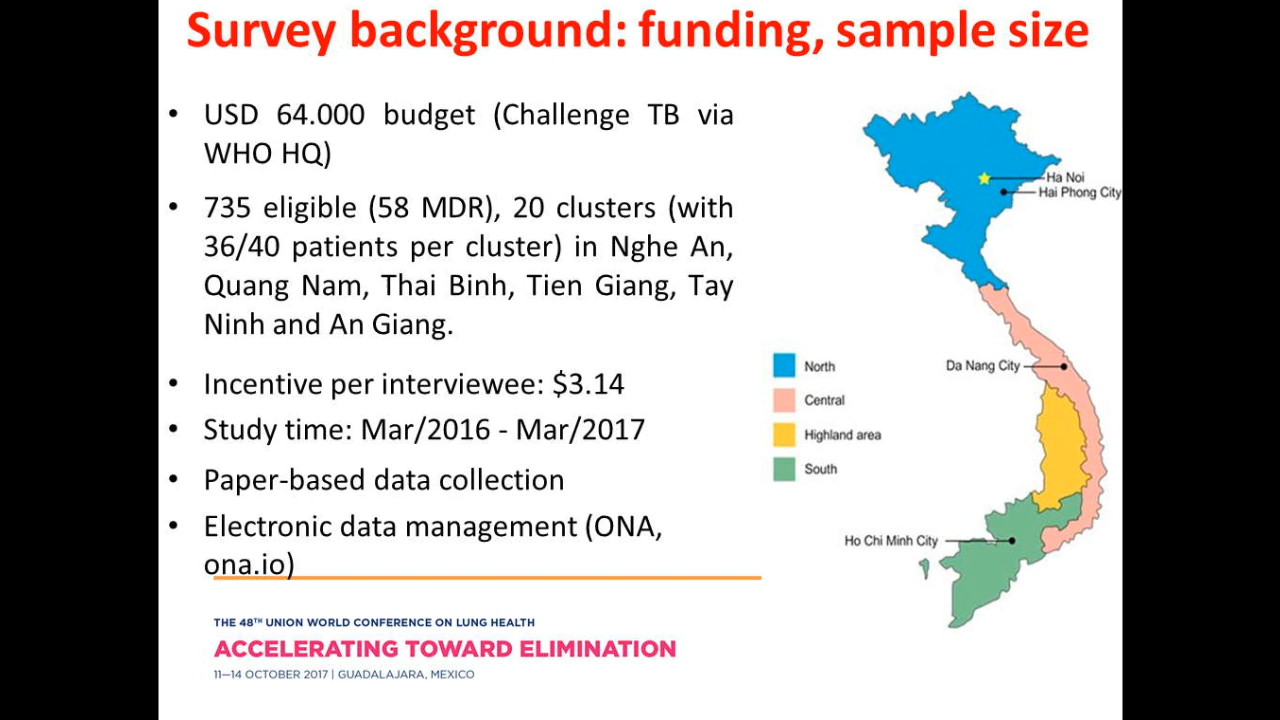 Survey background: funding, sample size
• USD 64.000 budget (Challenge TB via
WHO HQ)
• 735 eligible (58 MDR), 20 clusters (with
36/40 patients per cluster) in Nghe An,
Quang Nam, Thai Binh, Tien Giang, Tay
Ninh and An Giang.
• Incentive per interviewee: $3.14
• Study time: Mar/2016 - Mar/2017
• Paper-based data collection
• Electronic data management (ONA,
ona.io)
Ha Noi
Hai Phong City
Da Nang City
North
Central
Highland area
South
Ho Chi Minh City
THE 48TH UNION WORLD CONFERENCE ON LUNG HEALTH
ACCELERATING TOWARD ELIMINATION
11—14 OCTOBER 2017 | GUADALAJARA, MEXICO